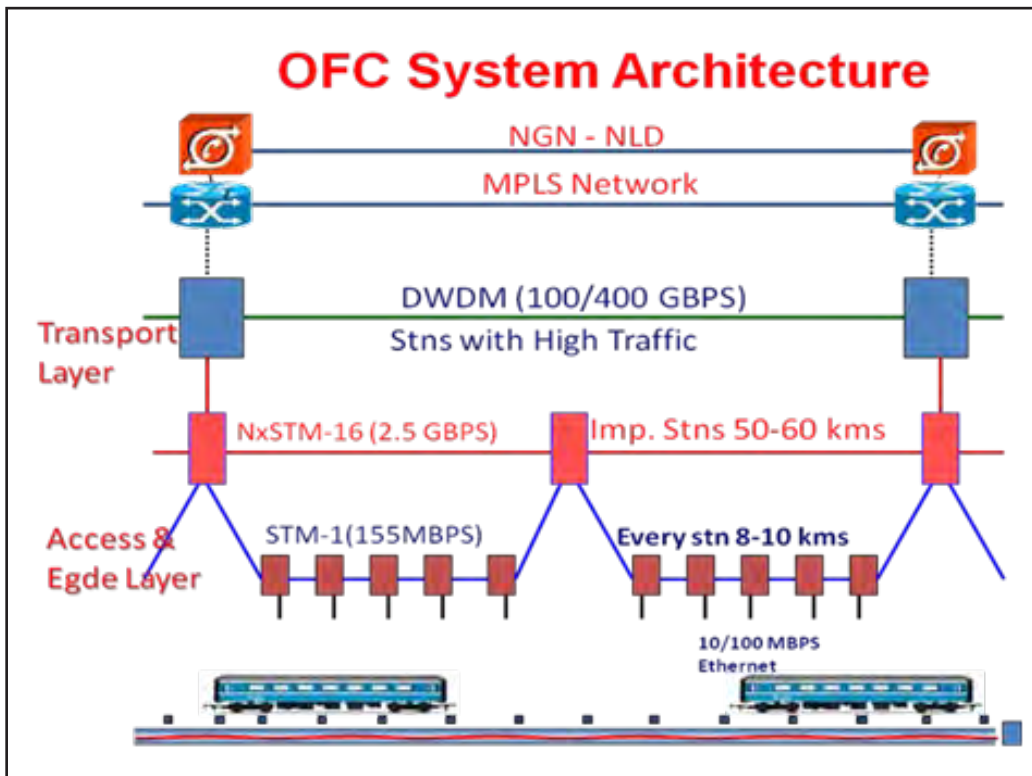 OFC System Architecture
NGN - NLD
MPLS Network
DWDM (100/400 GBPS)
Stns with High Traffic
Transport
Layer
NxSTM-16 (2.5 GBPS)
Imp. Stns 50-60 kms
Access &
Egde Layer
STM-1(155MBPS)
Every stn 8-10 kms
10/100 MBPS
Ethernet